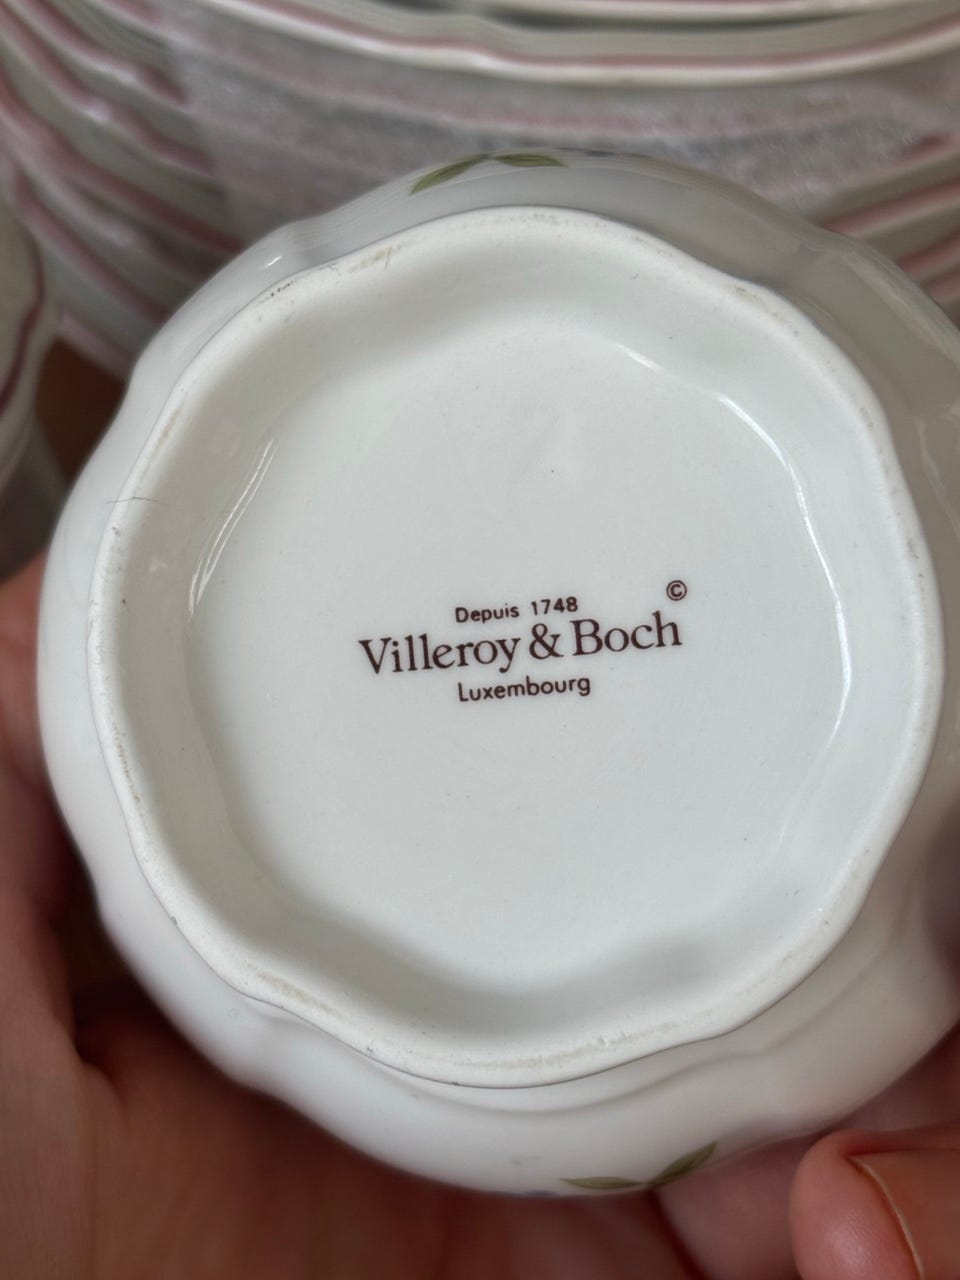 Depuis 1748
Villeroy & Boch ©
Luxembourg